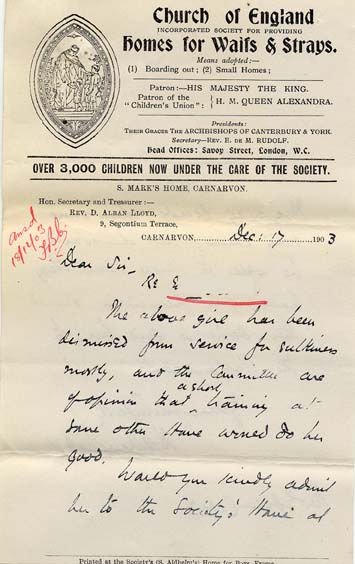 Church of England
INCORPORATED SOCIETY FOR PROVIDING
Homes for Waifs & Strays.
Means adopted:—
(1) Boarding out; (2) Small Homes;
Patron:—HIS MAJESTY THE KING.
Patron of the "Children's Union": } H. M. QUEEN ALEXANDRA.
Presidents:
THEIR GRACES THE ARCHBISHOPS OF CANTERBURY & YORK.
Secretary—REV. E. DE M. RUDOLF.
Head Offices: Savoy Street, London, W.C.
OVER 3,000 CHILDREN NOW UNDER THE CARE OF THE SOCIETY.
S. MARK'S HOME, CARNARVON.
Hon. Secretary and Treasurer:—
REV. D. ALBAN LLOYD,
9, Segontium Terrace,
CARNARVON, Dec. 17 1903
ansd
18/12/03
Dear Sir,
Re E
The above girl has been
dismissed from service for sulkiness
mostly, and the Committee are
of opinion that a short training at
some other Home would do her
good.
Would you kindly admit
her to the Society's Home at
Printed at the Society's (S. Aldhelm's) Home for Boys, Frome.